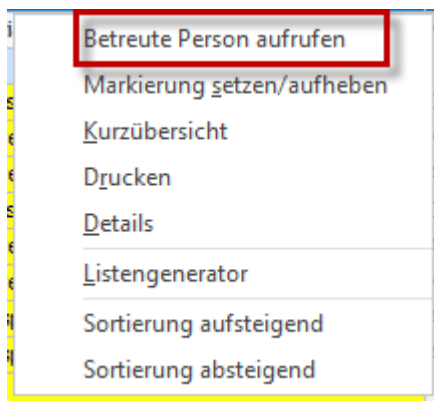 Betreute Person aufrufen
Markierung setzen/aufheben
Kurzübersicht
Drucken
Details
Listengenerator
Sortierung aufsteigend
Sortierung absteigend